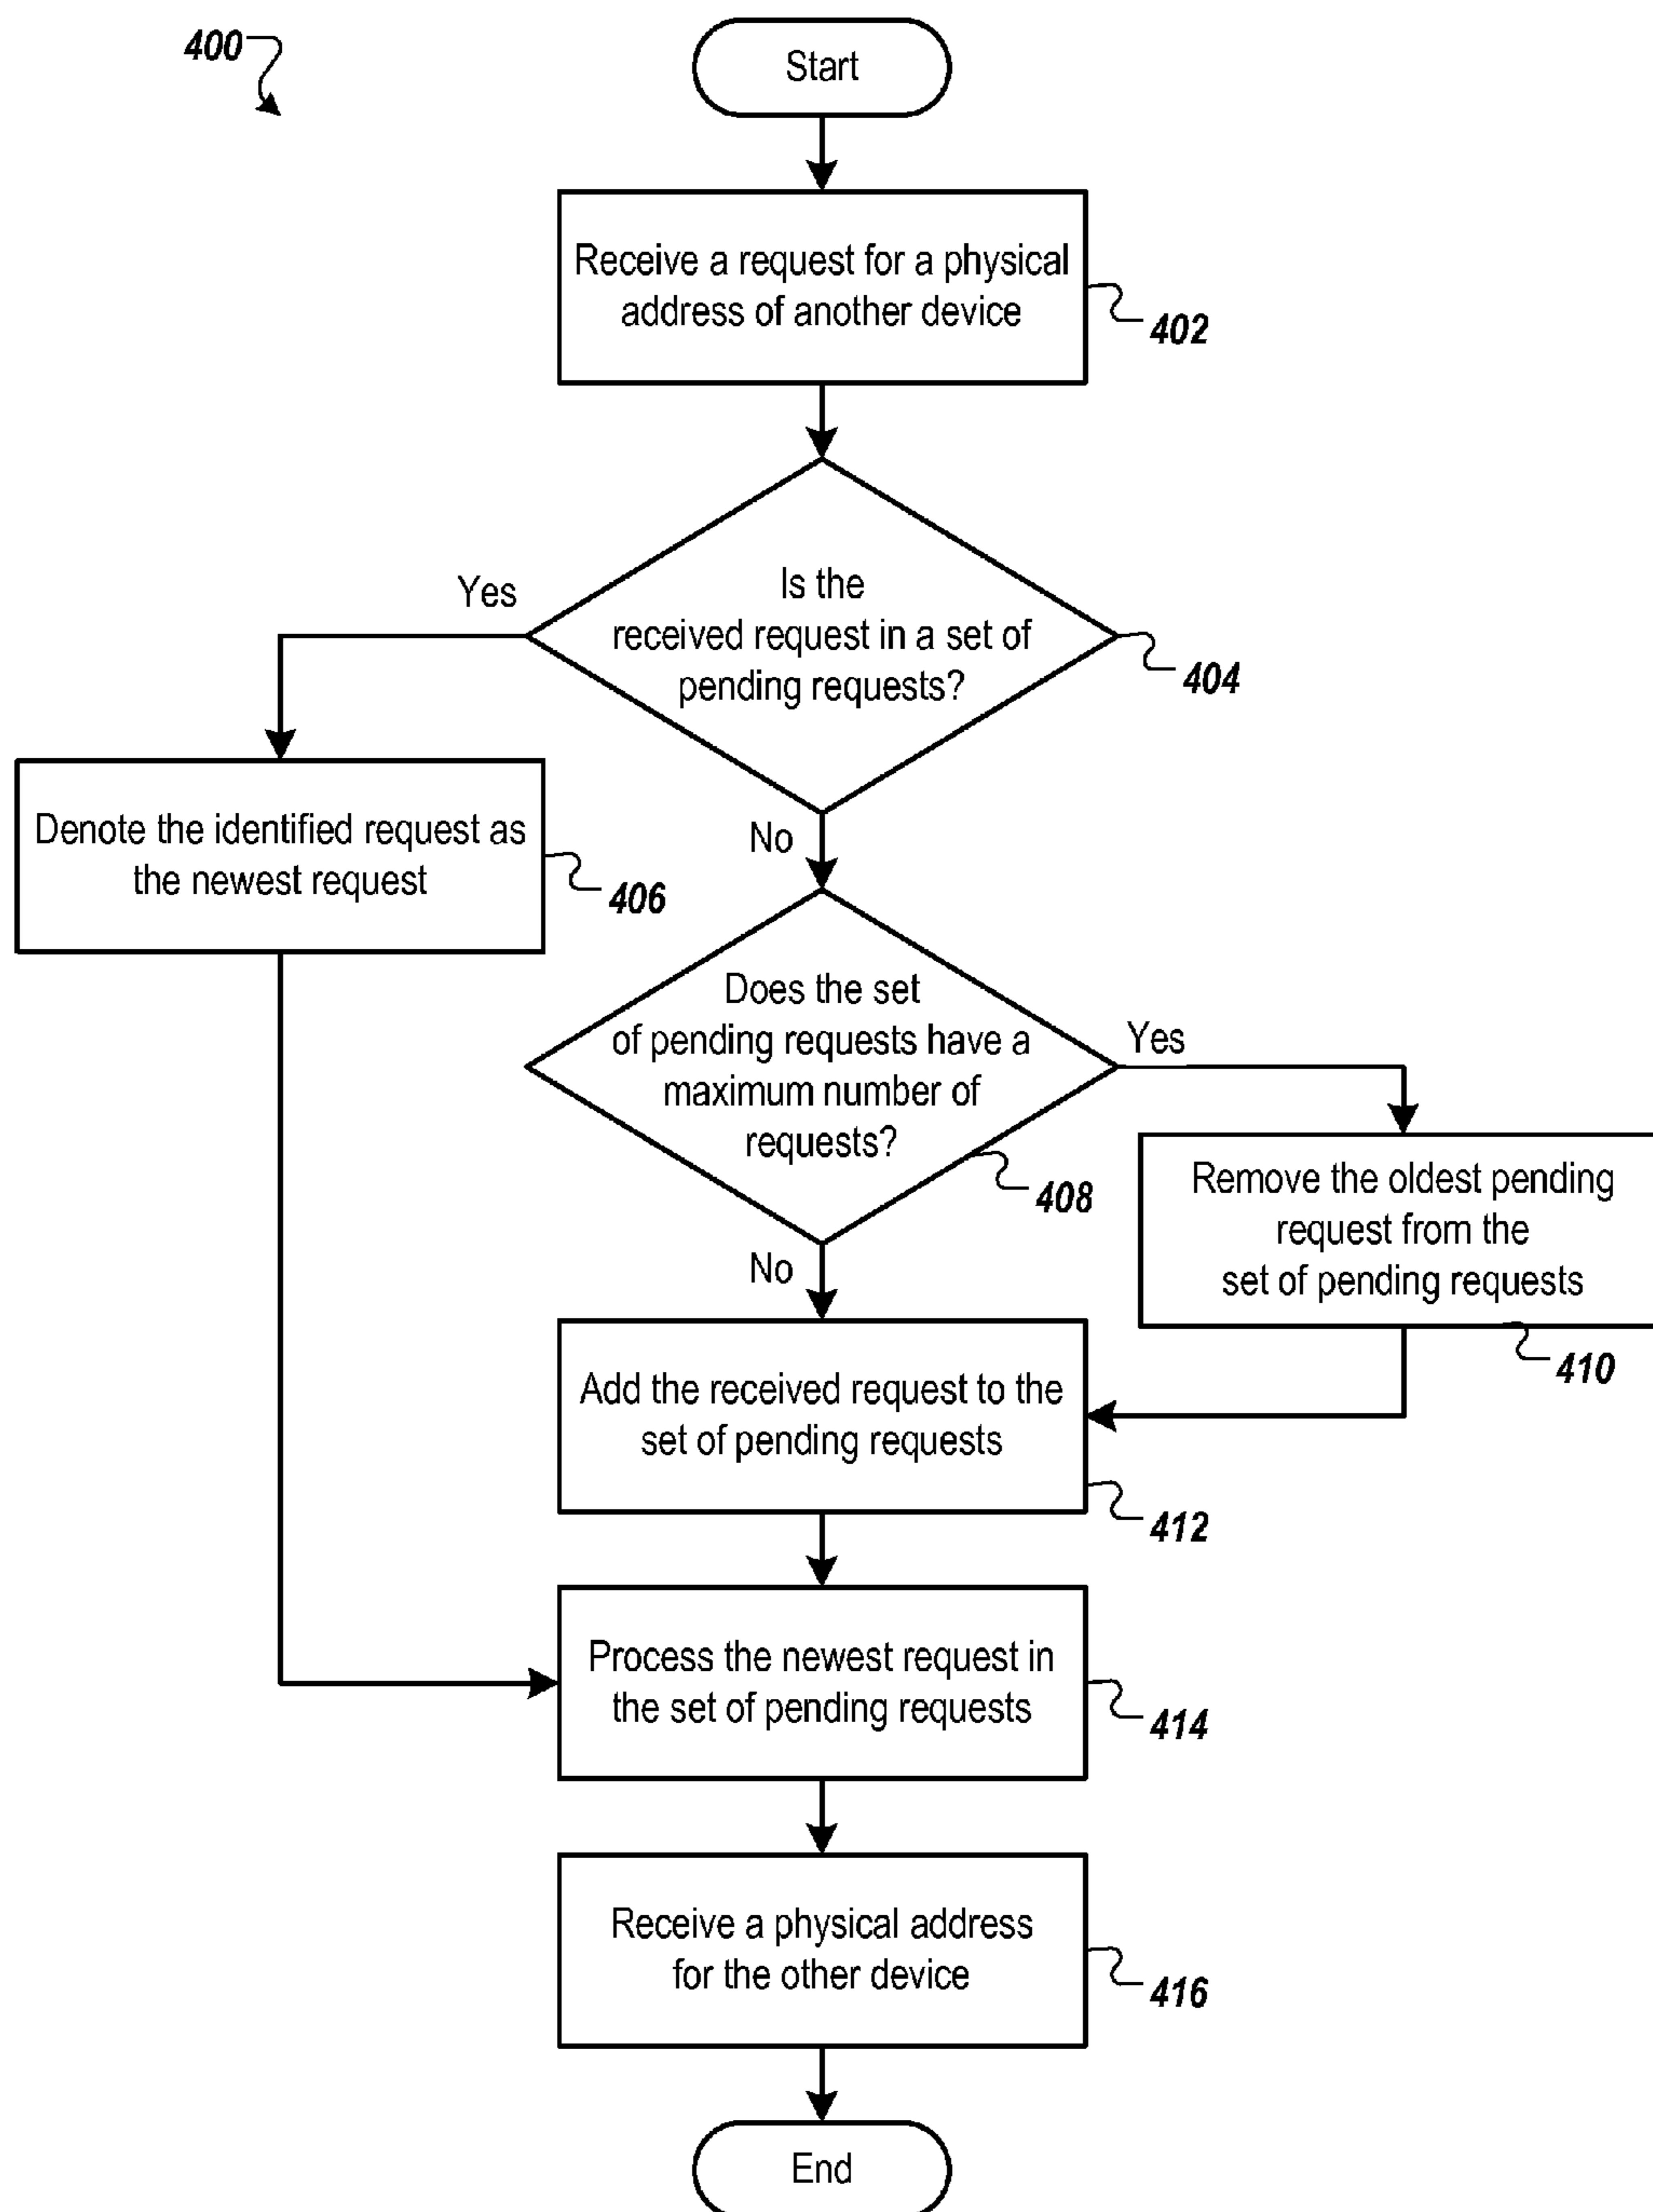 400
Start
Receive a request for a physical
address of another device
402
Is the
received request in a set of
pending requests?
Yes
404
Denote the identified request as
the newest request
406
No
Does the set
of pending requests have a
maximum number of
requests?
Yes
408
Remove the oldest pending
request from the
set of pending requests
410
No
Add the received request to the
set of pending requests
412
Process the newest request in
the set of pending requests
414
Receive a physical address
for the other device
416
End